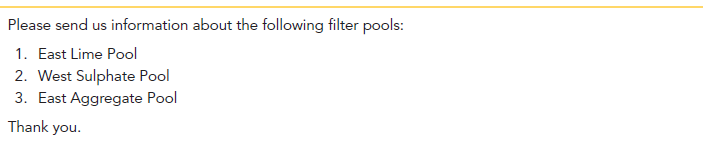 Please send us information about the following filter pools:
1. East Lime Pool
2. West Sulphate Pool
3. East Aggregate Pool
Thank you.